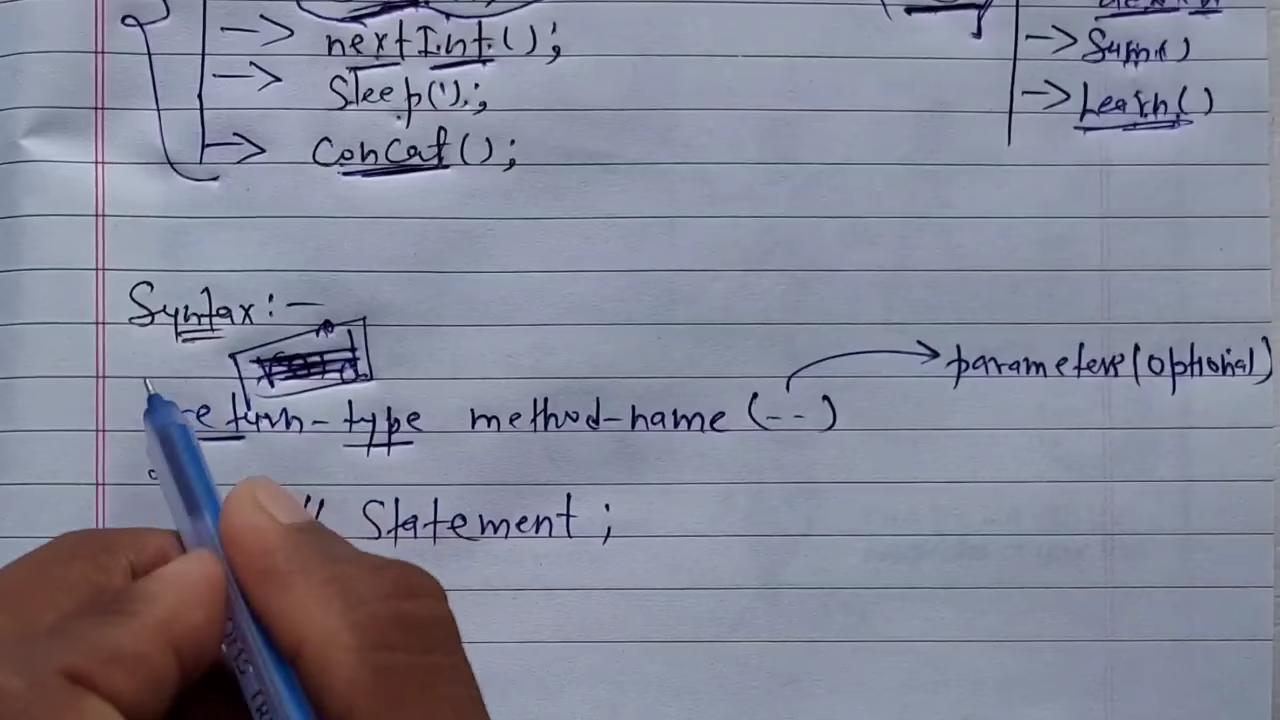 nextInt();
Sleep();
Concat();
Sum()
Learn()
Syntax:-
return-type method-name (--)
parameters (optional)
// Statement ;